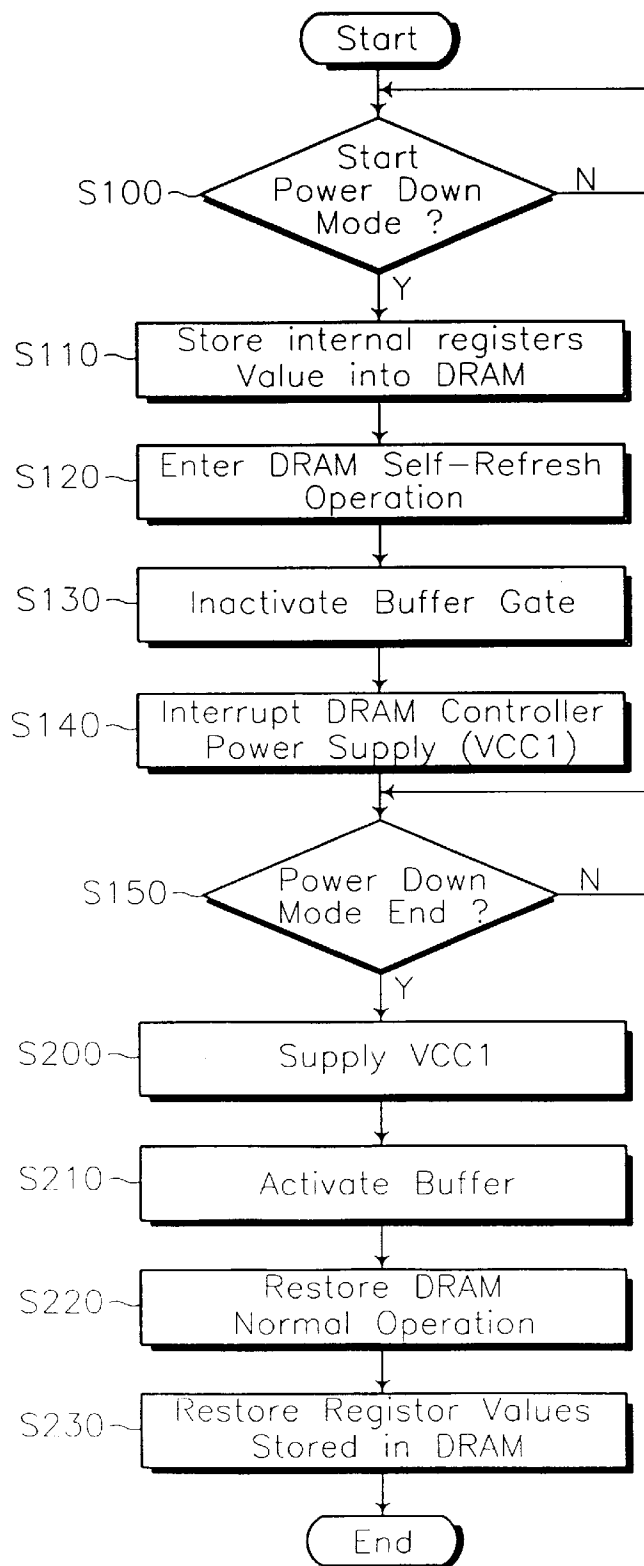 Start
Start
Power Down
Mode ?
S100
N
Y
S110
Store internal registers
Value into DRAM
S120
Enter DRAM Self-Refresh
Operation
S130
Inactivate Buffer Gate
S140
Interrupt DRAM Controller
Power Supply (VCC1)
S150
Power Down
Mode End ?
N
Y
S200
Supply VCC1
S210
Activate Buffer
S220
Restore DRAM
Normal Operation
S230
Restore Registor Values
Stored in DRAM
End